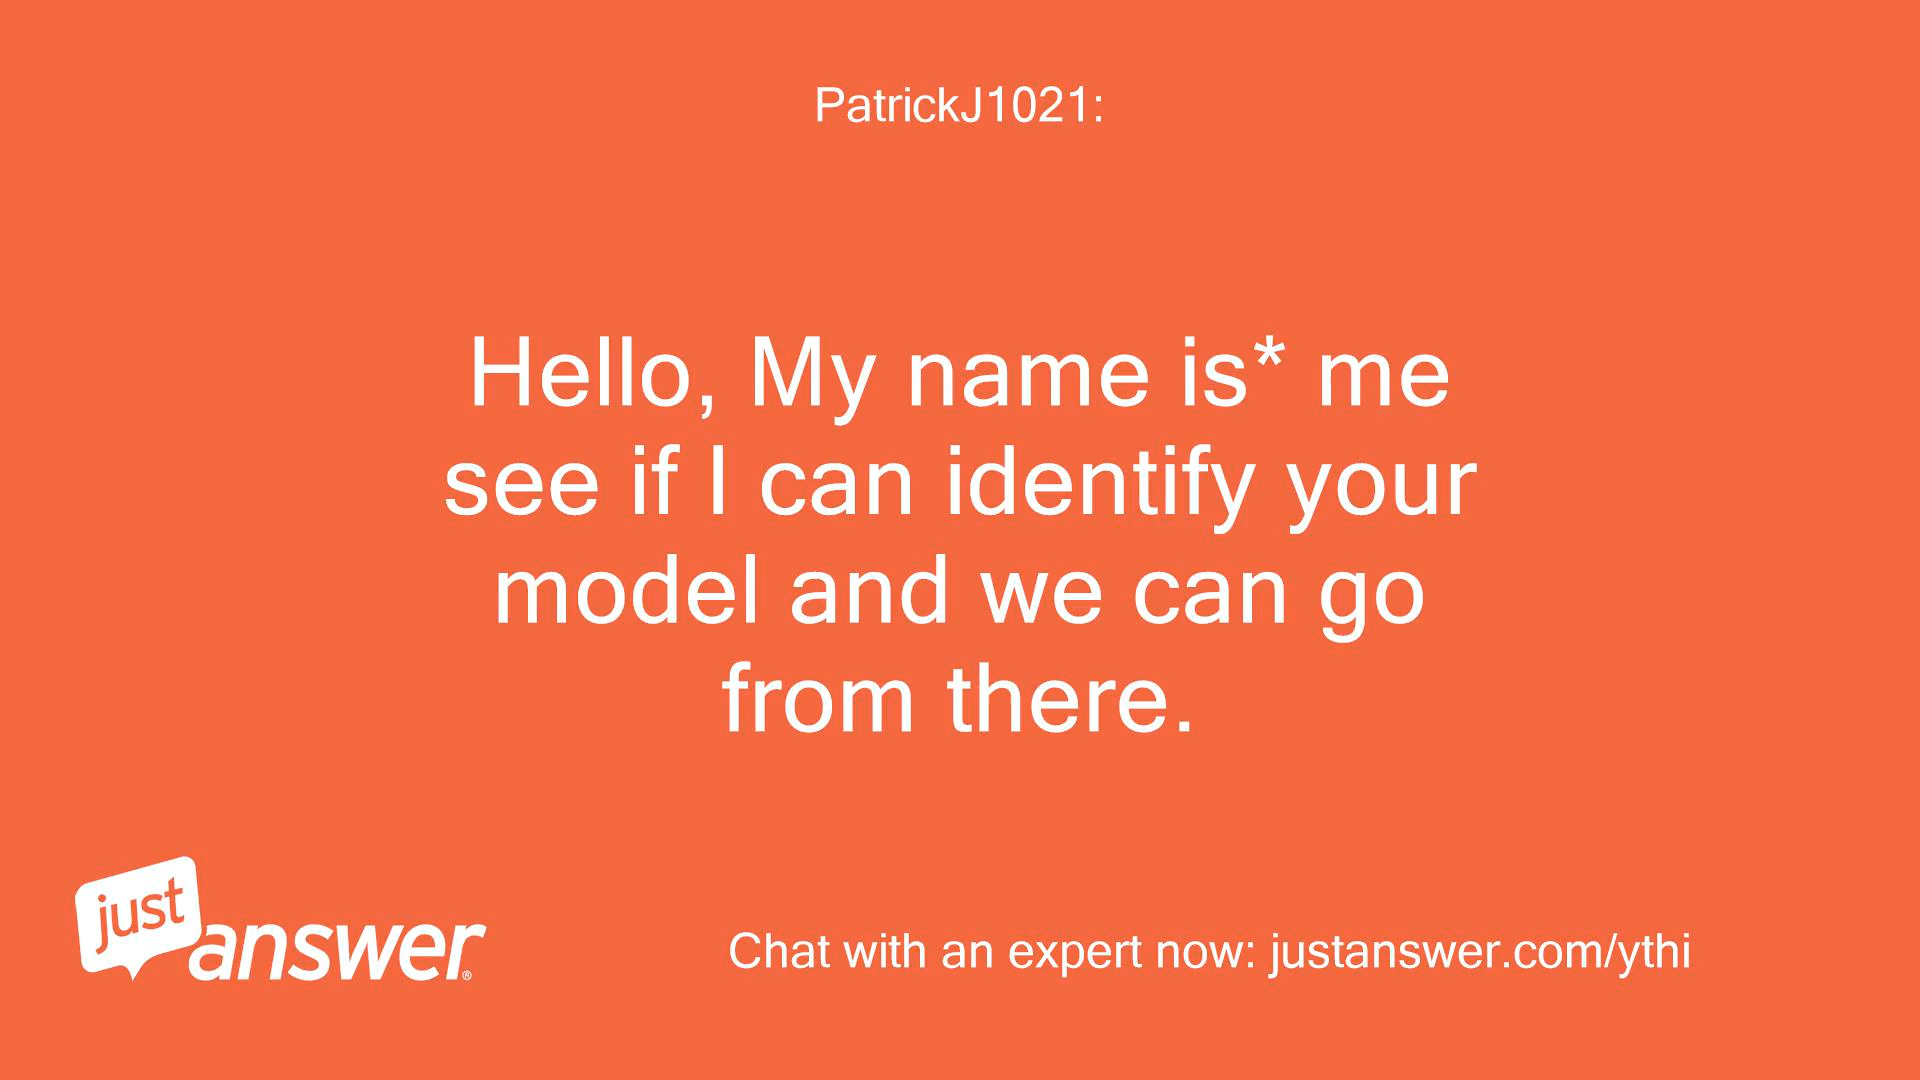 PatrickJ1021:
Hello, My name is* me
see if I can identify your
model and we can go
from there.
just
answer®
Chat with an expert now: justanswer.com/ythi